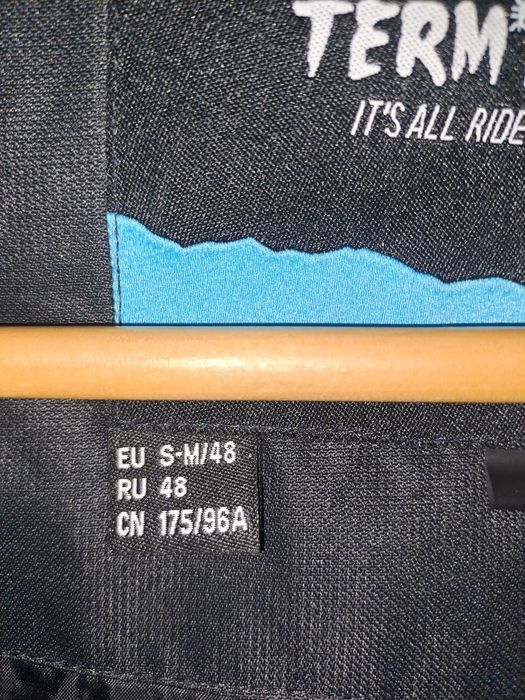 TERM
IT'S ALL RIDE
EU S-M/48
RU 48
CN 175/96A